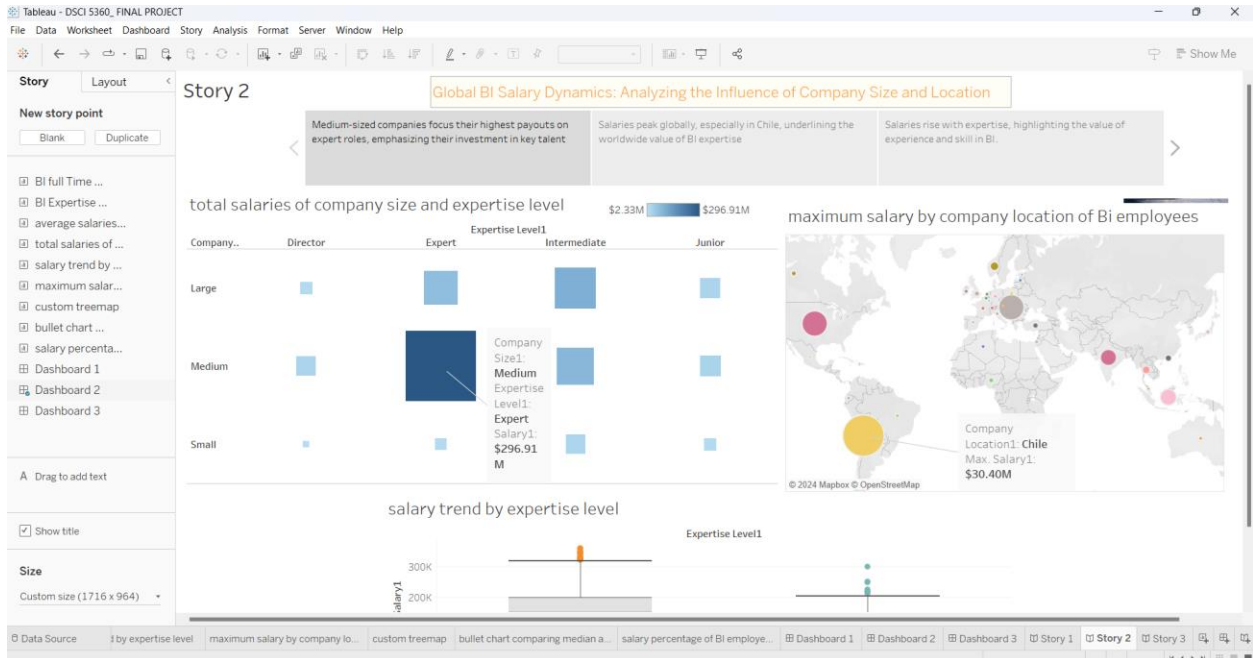 Tableau - DSCI 5360_ FINAL PROJECT
File Data Worksheet Dashboard Story Analysis Format Server Window Help
Show Me
Story Layout
New story point
Blank Duplicate
BI full Time ...
BI Expertise ...
average salaries...
total salaries of ...
salary trend by ...
maximum salar...
custom treemap
bullet chart ...
salary percenta...
Dashboard 1
Dashboard 2
Dashboard 3
A Drag to add text
Show title
Size
Custom size (1716 x 964)
Story 2
Global BI Salary Dynamics: Analyzing the Influence of Company Size and Location
Medium-sized companies focus their highest payouts on
expert roles, emphasizing their investment in key talent
Salaries peak globally, especially in Chile, underlining the
worldwide value of BI expertise
Salaries rise with expertise, highlighting the value of
experience and skill in BI.
total salaries of company size and expertise level
$2.33M $296.91M
Expertise Level1
Company.. Director Expert Intermediate Junior
Large
Medium
Small
Company
Size1:
Medium
Expertise
Level1:
Expert
Salary1:
$296.91
M
maximum salary by company location of Bi employees
Company
Location1: Chile
Max. Salary1:
$30.40M
© 2024 Mapbox © OpenStreetMap
salary trend by expertise level
Expertise Level1
300K
200K
Data Source
by expertise level
maximum salary by company lo...
custom treemap
bullet chart comparing median a...
salary percentage of BI employe...
Dashboard 1
Dashboard 2
Dashboard 3
Story 1
Story 2
Story 3